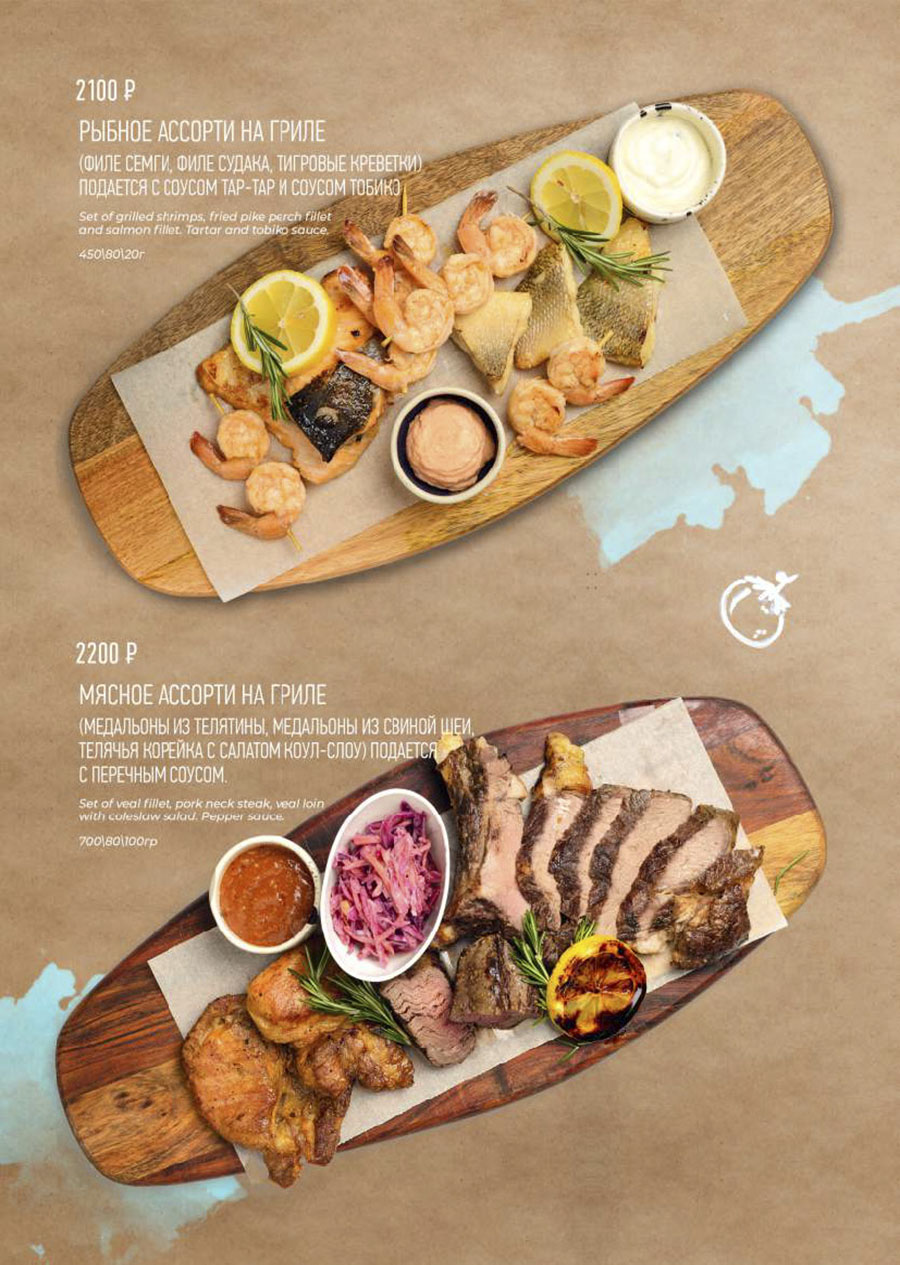 2100 ₽
РЫБНОЕ АССОРТИ НА ГРИЛЕ
(ФИЛЕ СЕМГИ, ФИЛЕ СУДАКА, ТИГРОВЫЕ КРЕВЕТКИ)
ПОДАЕТСЯ С СОУСОМ ТАР-ТАР И СОУСОМ ТОБИКО
Set of grilled shrimps, fried pike perch fillet
and salmon fillet. Tartar and tobiko sauce.
450\80\20г
2200 ₽
МЯСНОЕ АССОРТИ НА ГРИЛЕ
(МЕДАЛЬОНЫ ИЗ ТЕЛЯТИНЫ, МЕДАЛЬОНЫ ИЗ СВИНОЙ ШЕИ,
ТЕЛЯЧЬЯ КОРЕЙКА С САЛАТОМ КОУЛ-СЛОУ) ПОДАЕТСЯ
С ПЕРЕЧНЫМ СОУСОМ.
Set of veal fillet, pork neck steak, veal loin
with coleslaw salad. Pepper sauce.
700\80\100гр